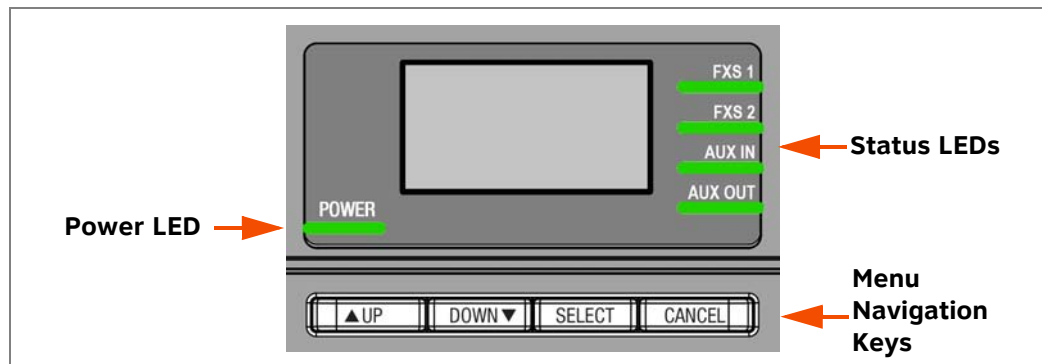 FXS 1
FXS 2
AUX IN
AUX OUT
Status LEDs
POWER
Power LED
▲UP
DOWN▼
SELECT
CANCEL
Menu
Navigation
Keys